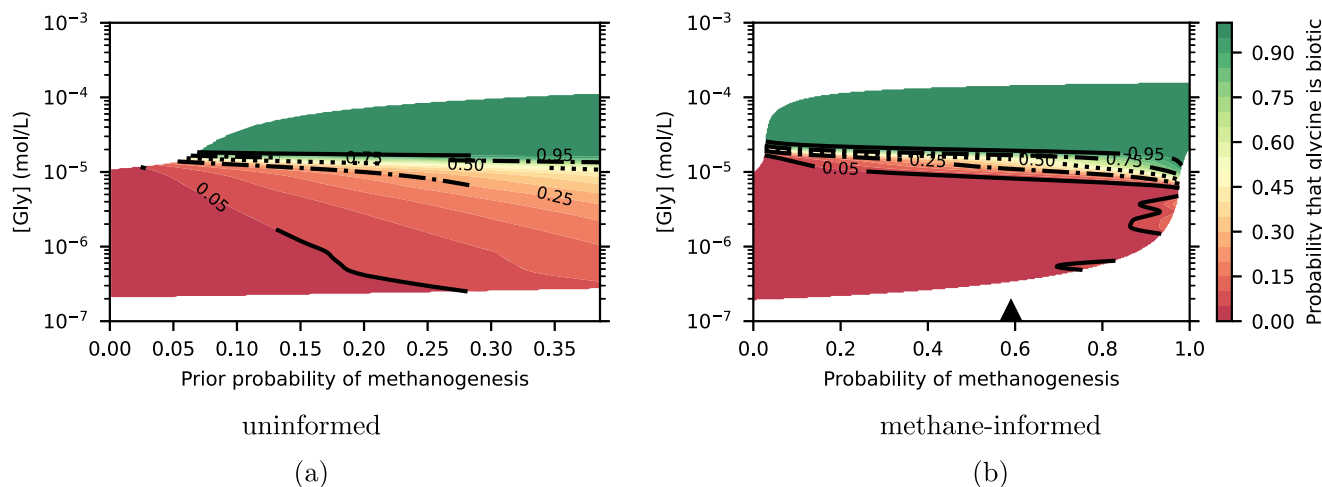 10⁻³
10⁻⁴
10⁻⁵
10⁻⁶
10⁻⁷
[Gly] (mol/L)
0.05
0.75
0.50
0.95
0.25
0.00 0.05 0.10 0.15 0.20 0.25 0.30 0.35
Prior probability of methanogenesis
uninformed
(a)
10⁻³
10⁻⁴
10⁻⁵
10⁻⁶
10⁻⁷
[Gly] (mol/L)
0.05
0.25
0.50
0.75
0.95
0.0 0.2 0.4 0.6 0.8 1.0
Probability of methanogenesis
methane-informed
(b)
0.90
0.75
0.60
0.45
0.30
0.15
0.00
Probability that glycine is biotic